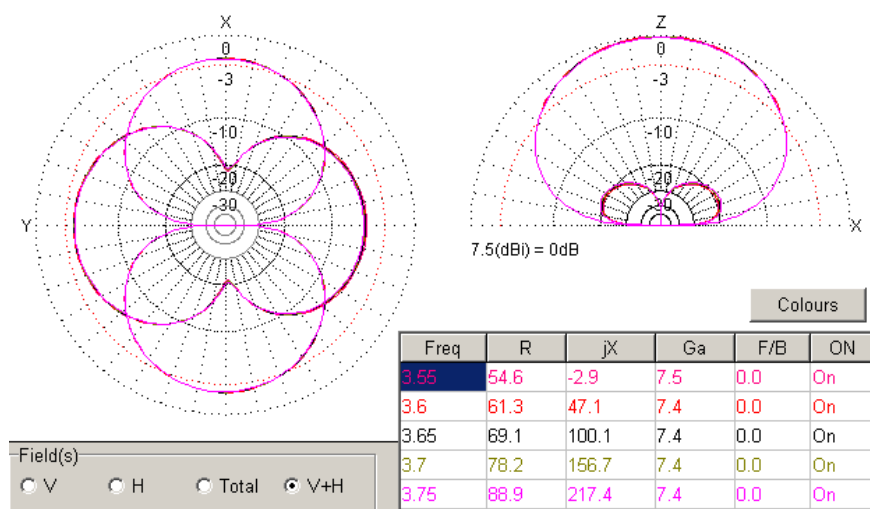 X
0
-3
-10
-20
-30
Y
Z
0
-3
-10
-20
-30
X
7.5(dBi) = 0dB
Colours
Freq R jX Ga F/B ON
3.55 54.6 -2.9 7.5 0.0 On
3.6 61.3 47.1 7.4 0.0 On
3.65 69.1 100.1 7.4 0.0 On
3.7 78.2 156.7 7.4 0.0 On
3.75 88.9 217.4 7.4 0.0 On
Field(s)
V H Total V+H